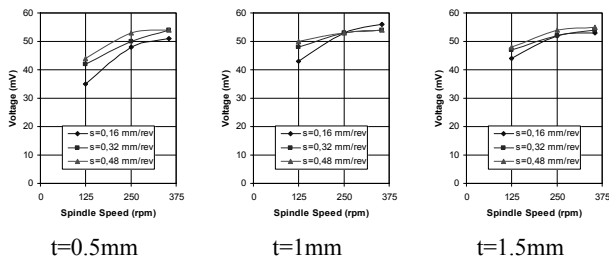 60
50
40
30
20
10
0
Voltage (mV)
s=0,16 mm/rev
s=0,32 mm/rev
s=0,48 mm/rev
0 125 250 375
Spindle Speed (rpm)
t=0.5mm
60
50
40
30
20
10
0
Voltage (mV)
s=0,16 mm/rev
s=0,32 mm/rev
s=0,48 mm/rev
0 125 250 375
Spindle Speed (rpm)
t=1mm
60
50
40
30
20
10
0
Voltage (mV)
s=0,16 mm/rev
s=0,32 mm/rev
s=0,48 mm/rev
0 125 250 375
Spindle Speed (rpm)
t=1.5mm